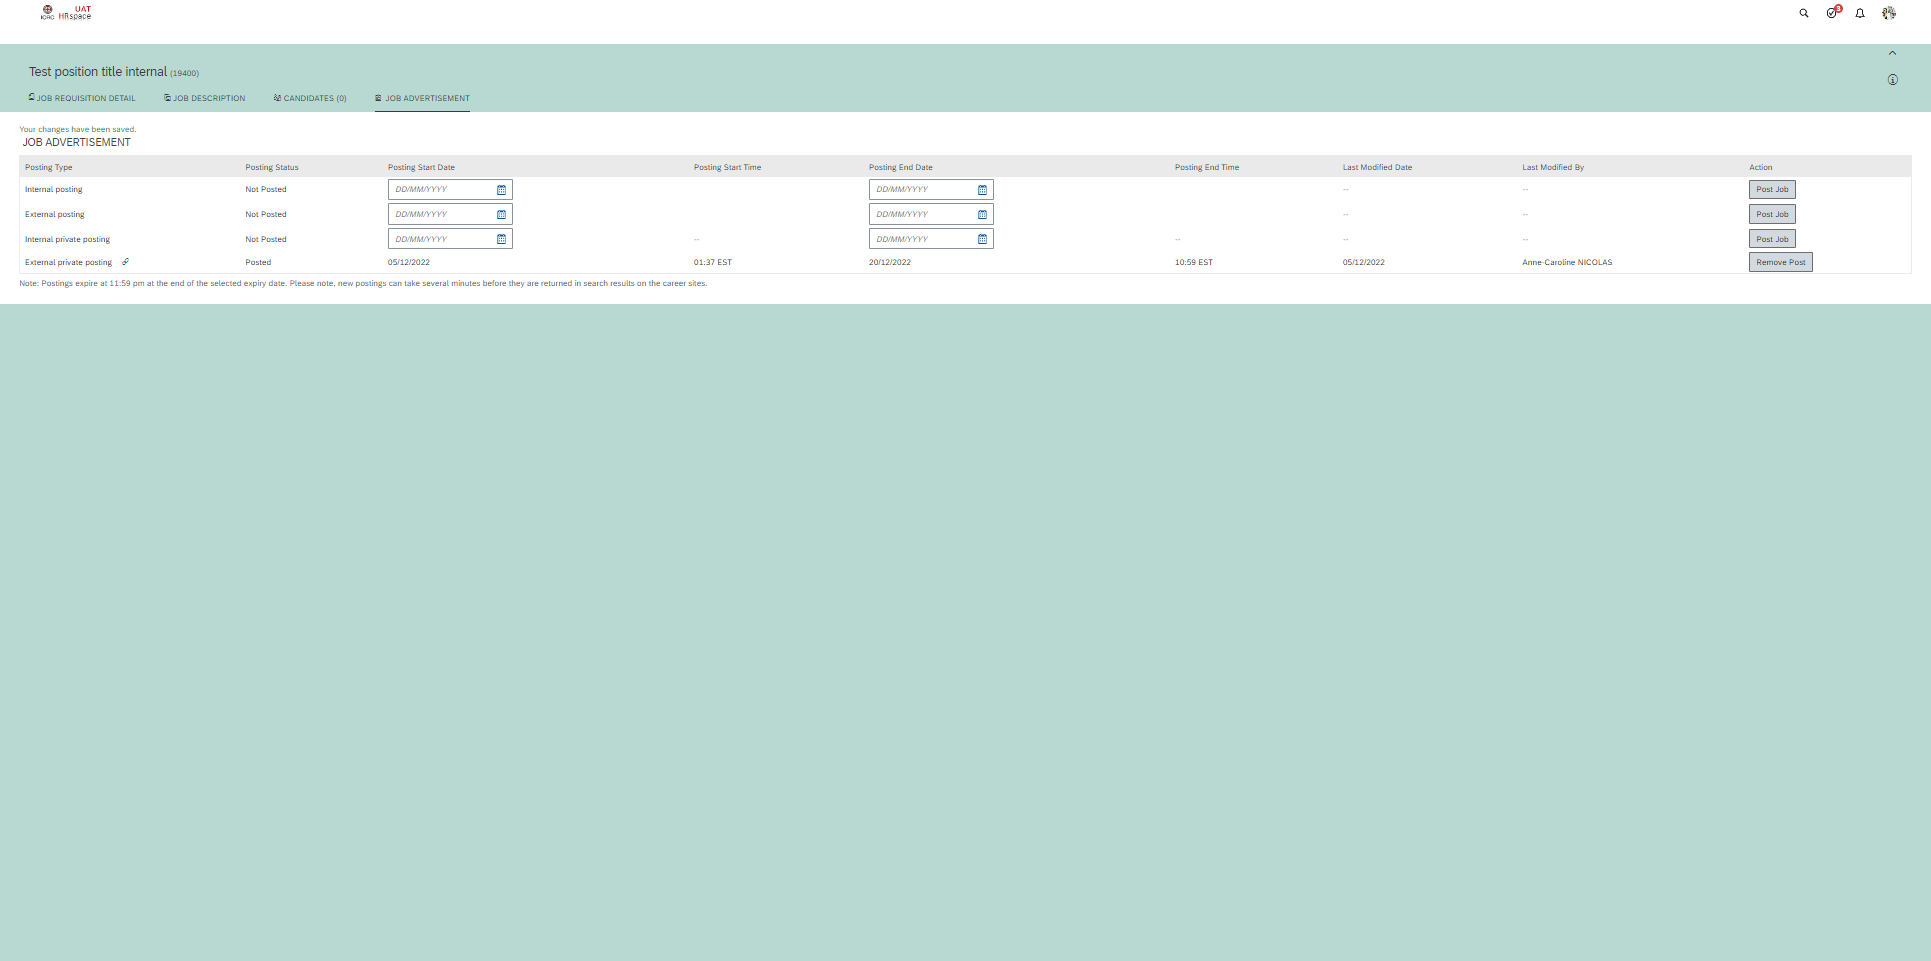 UAT
ICRC HRspace
3
Test position title internal (19400)
JOB REQUISITION DETAIL JOB DESCRIPTION CANDIDATES (0) JOB ADVERTISEMENT
Your changes have been saved.
JOB ADVERTISEMENT
Posting Type Posting Status Posting Start Date Posting Start Time Posting End Date Posting End Time Last Modified Date Last Modified By Action
Internal posting Not Posted DD/MM/YYYY DD/MM/YYYY -- -- Post Job
External posting Not Posted DD/MM/YYYY DD/MM/YYYY -- -- Post Job
Internal private posting Not Posted DD/MM/YYYY -- DD/MM/YYYY -- -- -- Post Job
External private posting Posted 05/12/2022 01:37 EST 20/12/2022 10:59 EST 05/12/2022 Anne-Caroline NICOLAS Remove Post
Note: Postings expire at 11:59 pm at the end of the selected expiry date. Please note, new postings can take several minutes before they are returned in search results on the career sites.